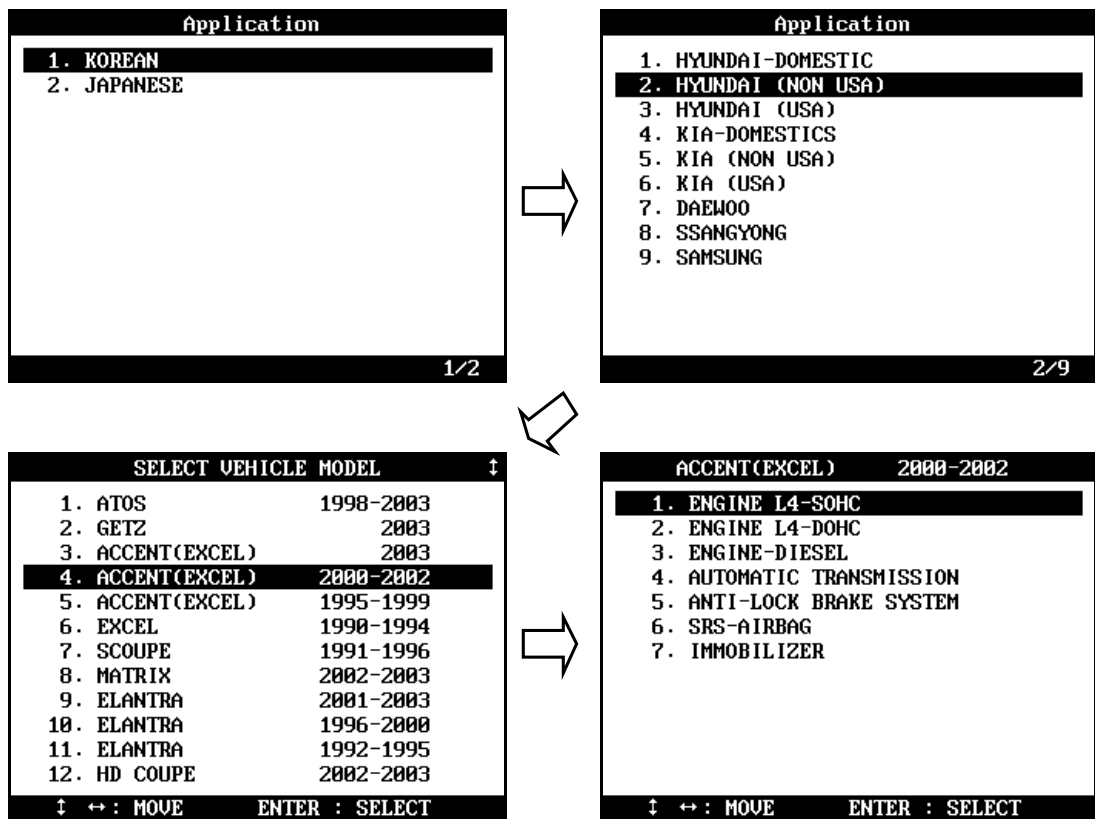 Application
1. KOREAN
2. JAPANESE
1/2
Application
1. HYUNDAI-DOMESTIC
2. HYUNDAI (NON USA)
3. HYUNDAI (USA)
4. KIA-DOMESTICS
5. KIA (NON USA)
6. KIA (USA)
7. DAEWOO
8. SSANGYONG
9. SAMSUNG
2/9
SELECT VEHICLE MODEL ↕
1. ATOS 1998-2003
2. GETZ 2003
3. ACCENT(EXCEL) 2003
4. ACCENT(EXCEL) 2000-2002
5. ACCENT(EXCEL) 1995-1999
6. EXCEL 1990-1994
7. SCOUPE 1991-1996
8. MATRIX 2002-2003
9. ELANTRA 2001-2003
10. ELANTRA 1996-2000
11. ELANTRA 1992-1995
12. HD COUPE 2002-2003
↕ ↔: MOVE ENTER : SELECT
ACCENT(EXCEL) 2000-2002
1. ENGINE L4-SOHC
2. ENGINE L4-DOHC
3. ENGINE-DIESEL
4. AUTOMATIC TRANSMISSION
5. ANTI-LOCK BRAKE SYSTEM
6. SRS-AIRBAG
7. IMMOBILIZER
↕ ↔: MOVE ENTER : SELECT